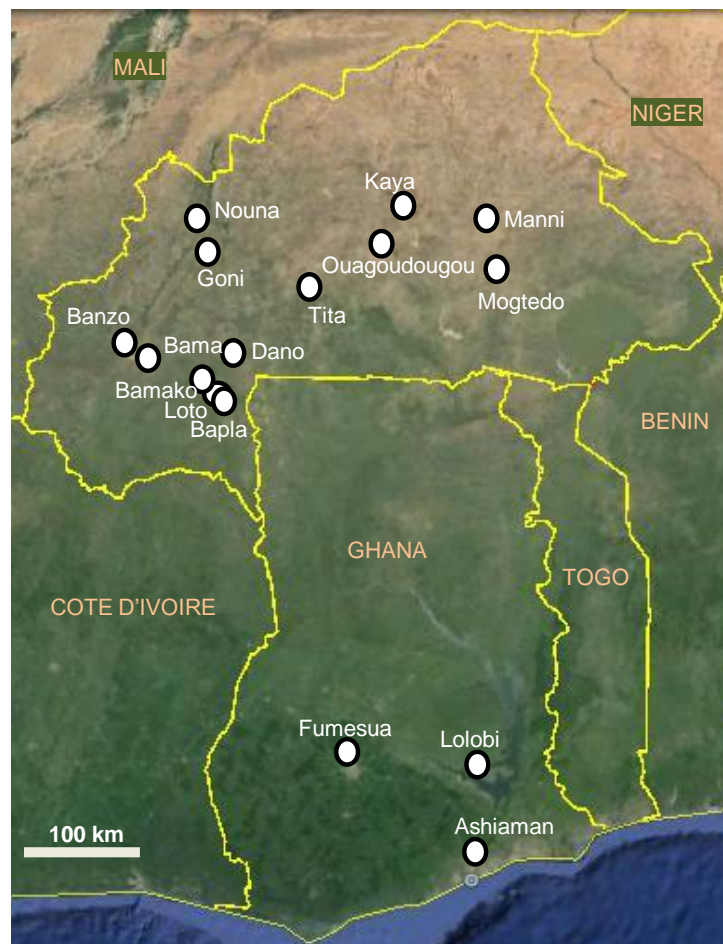 MALI
NIGER
Kaya
Nouna
Manni
Goni
Ouagoudougou
Mogtedo
Tita
Banzo
Bama
Dano
Bamako
Loto
Bapla
BENIN
GHANA
TOGO
COTE D'IVOIRE
Fumesua
Lolobi
100 km
Ashiaman